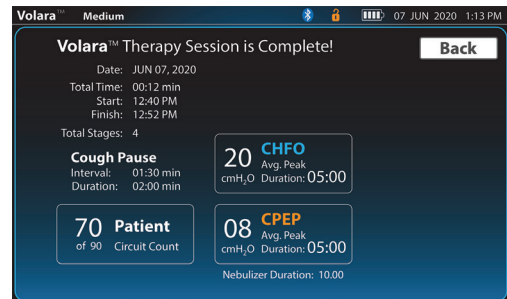 Volara™ Medium 07 JUN 2020 1:13 PM
Volara™ Therapy Session is Complete!
Back
Date: JUN 07, 2020
Total Time: 00:12 min
Start: 12:40 PM
Finish: 12:52 PM
Total Stages: 4
Cough Pause
Interval: 01:30 min
Duration: 02:00 min
20 CHFO
Avg. Peak
cmH₂O Duration: 05:00
70 Patient
of 90 Circuit Count
08 CPEP
Avg. Peak
cmH₂O Duration: 05:00
Nebulizer Duration: 10.00